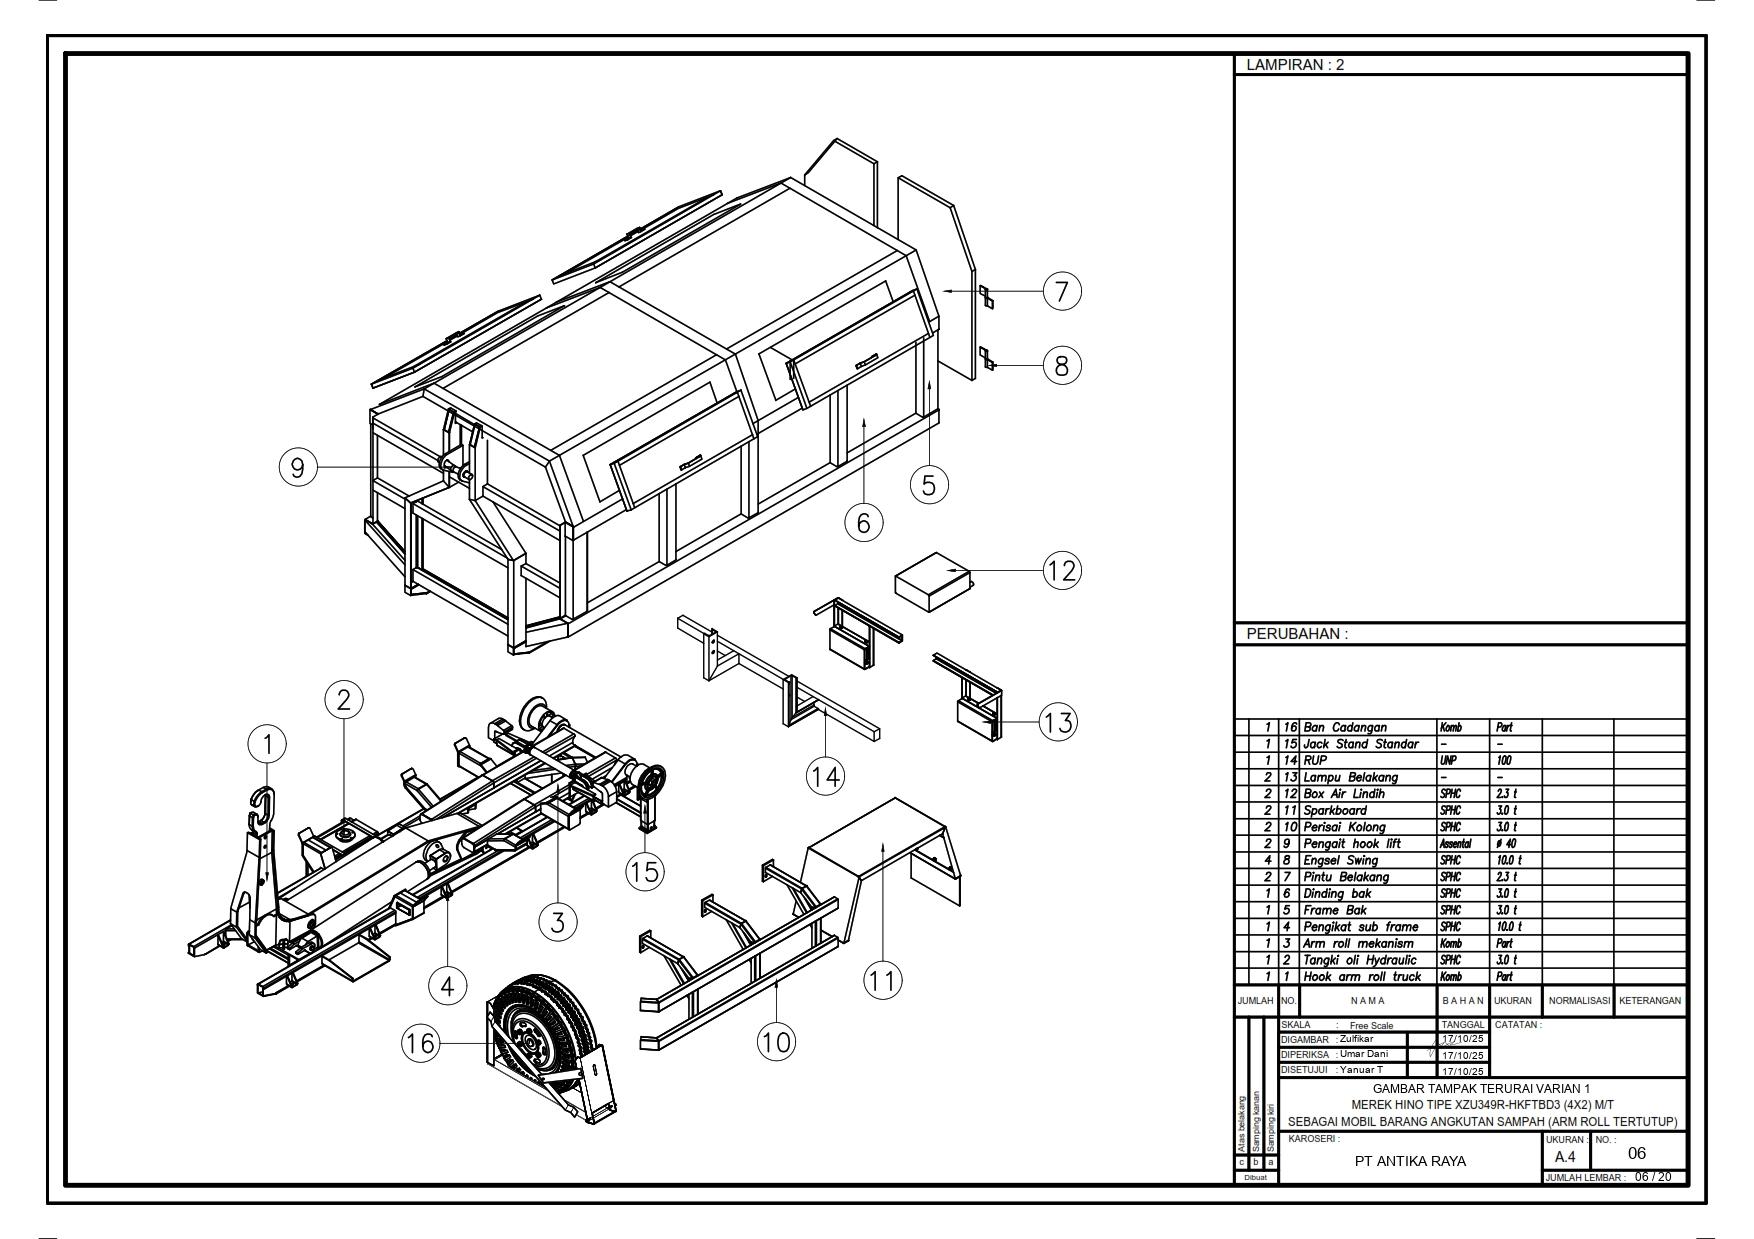 LAMPIRAN : 2
7
8
9
5
6
12
2
1
13
14
15
3
4
11
16
10
PERUBAHAN :
1 16 Ban Cadangan Komb Part
1 15 Jack Stand Standar - -
1 14 RUP UNP 100
2 13 Lampu Belakang - -
2 12 Box Air Lindih SPHC 2.3 t
2 11 Sparkboard SPHC 3.0 t
2 10 Perisai Kolong SPHC 3.0 t
2 9 Pengait hook lift Assental ø 40
4 8 Engsel Swing SPHC 10.0 t
2 7 Pintu Belakang SPHC 2.3 t
1 6 Dinding bak SPHC 3.0 t
1 5 Frame Bak SPHC 3.0 t
1 4 Pengikat sub frame SPHC 10.0 t
1 3 Arm roll mekanism Komb Part
1 2 Tangki oli Hydraulic SPHC 3.0 t
1 1 Hook arm roll truck Komb Part
JUMLAH NO. N A M A B A H A N UKURAN NORMALISASI KETERANGAN
SKALA : Free Scale TANGGAL CATATAN :
DIGAMBAR : Zulfikar 17/10/25
DIPERIKSA : Umar Dani 17/10/25
DISETUJUI : Yanuar T 17/10/25
Atas belakang
Samping kanan
Samping kiri
c b a
Dibuat
GAMBAR TAMPAK TERURAI VARIAN 1
MEREK HINO TIPE XZU349R-HKFTBD3 (4X2) M/T
SEBAGAI MOBIL BARANG ANGKUTAN SAMPAH (ARM ROLL TERTUTUP)
KAROSERI :
PT ANTIKA RAYA
UKURAN : NO. :
A.4 06
JUMLAH LEMBAR : 06 / 20